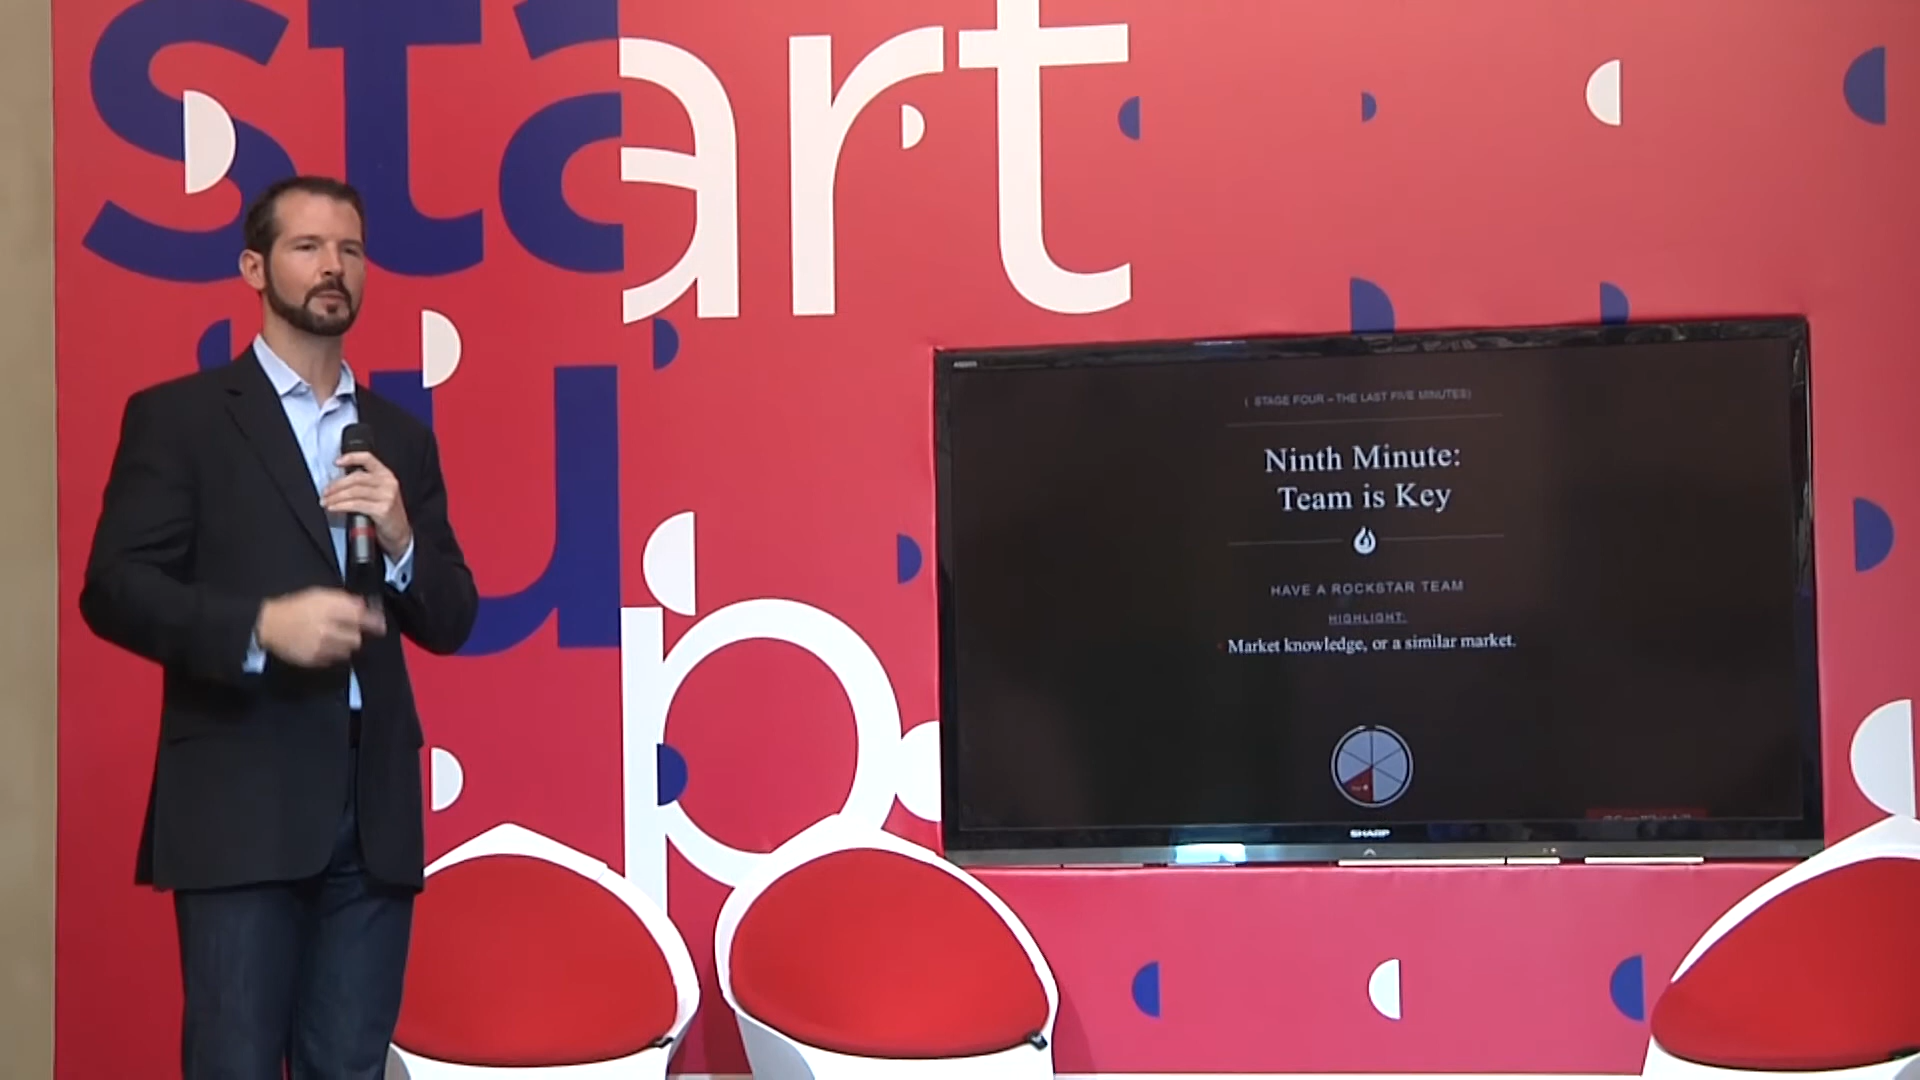 start
up
( STAGE FOUR – THE LAST FIVE MINUTES)
Ninth Minute:
Team is Key
HAVE A ROCKSTAR TEAM
HIGHLIGHT:
Market knowledge, or a similar market.
SHARP